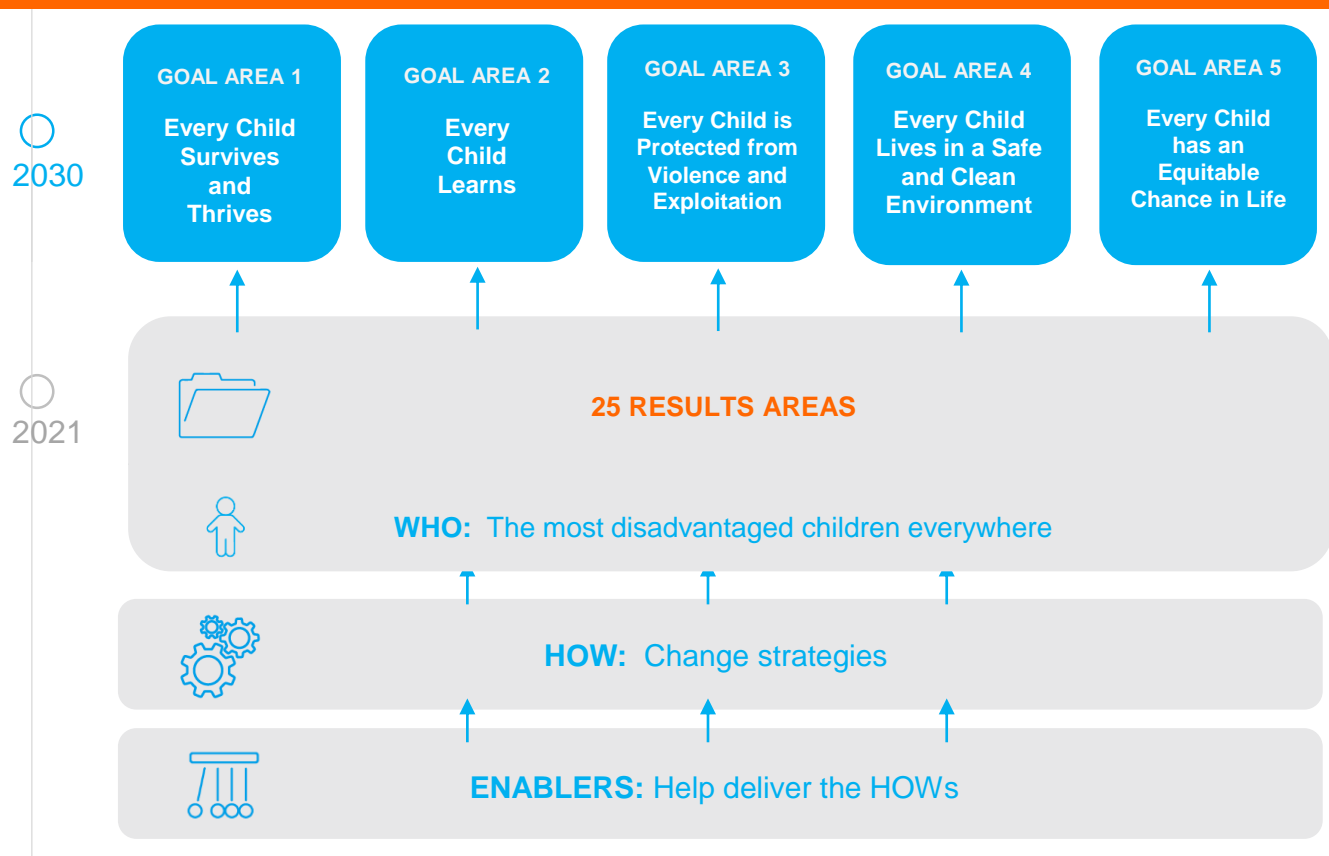 GOAL AREA 1
Every Child
Survives
and
Thrives
GOAL AREA 2
Every
Child
Learns
GOAL AREA 3
Every Child is
Protected from
Violence and
Exploitation
GOAL AREA 4
Every Child
Lives in a Safe
and Clean
Environment
GOAL AREA 5
Every Child
has an
Equitable
Chance in Life
2030
2021
25 RESULTS AREAS
WHO: The most disadvantaged children everywhere
HOW: Change strategies
ENABLERS: Help deliver the HOWs